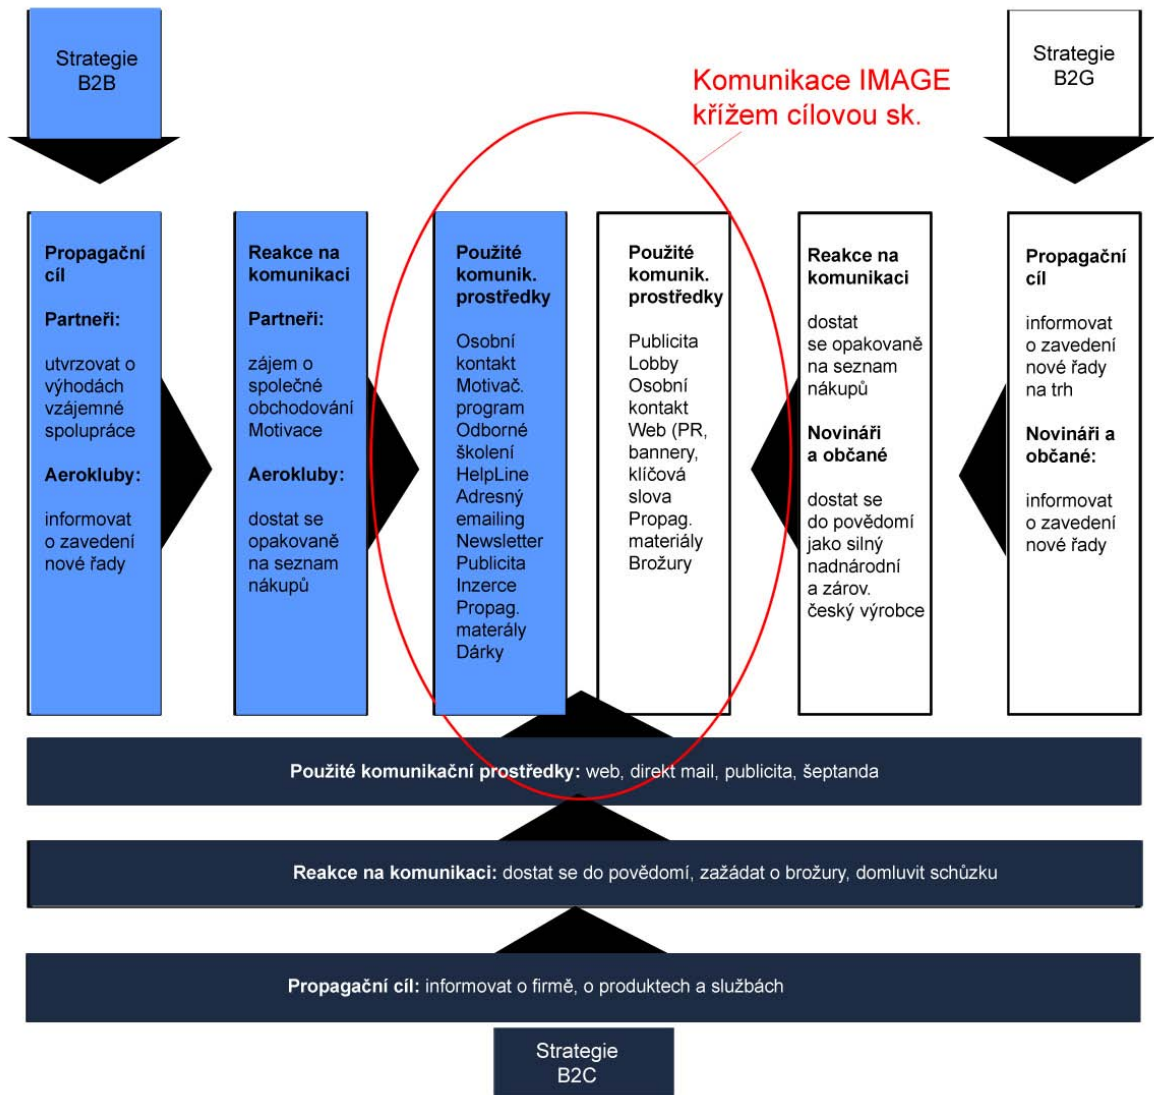 Strategie
B2B
Strategie
B2G
Komunikace IMAGE
křížem cílovou sk.
Propagační
cíl
Partneři:
utvrzovat o
výhodách
vzájemné
spolupráce
Aerokluby:
informovat
o zavedení
nové řady
Reakce na
komunikaci
Partneři:
zájem o
společné
obchodování
Motivace
Aerokluby:
dostat se
opakovaně
na seznam
nákupů
Použité
komunik.
prostředky
Osobní
kontakt
Motivač.
program
Odborné
školení
HelpLine
Adresný
emailing
Newsletter
Publicita
Inzerce
Propag.
materály
Dárky
Použité
komunik.
prostředky
Publicita
Lobby
Osobní
kontakt
Web (PR,
bannery,
klíčová
slova
Propag.
materiály
Brožury
Reakce na
komunikaci
dostat
se opakovaně
na seznam
nákupů
Novináři
a občané
dostat se
do povědomí
jako silný
nadnárodní
a zárov.
český výrobce
Propagační
cíl
informovat
o zavedení
nové řady
na trh
Novináři a
občané:
informovat
o zavedení
nové řady
Použité komunikační prostředky: web, direkt mail, publicita, šeptanda
Reakce na komunikaci: dostat se do povědomí, zažádat o brožury, domluvit schůzku
Propagační cíl: informovat o firmě, o produktech a službách
Strategie
B2C